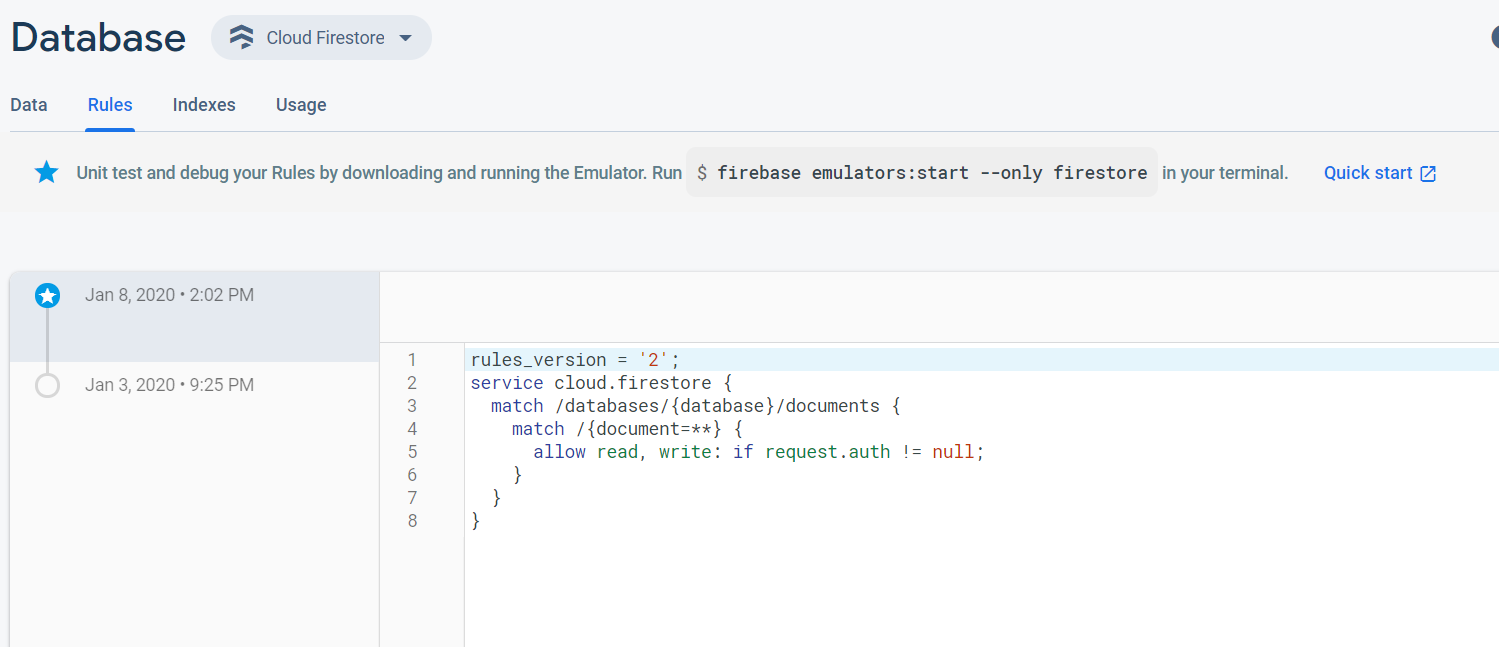 Database Cloud Firestore
Data Rules Indexes Usage
Unit test and debug your Rules by downloading and running the Emulator. Run $ firebase emulators:start --only firestore in your terminal. Quick start
Jan 8, 2020 • 2:02 PM
Jan 3, 2020 • 9:25 PM
1 rules_version = '2';
2 service cloud.firestore {
3   match /databases/{database}/documents {
4     match /{document=**} {
5       allow read, write: if request.auth != null;
6     }
7   }
8 }